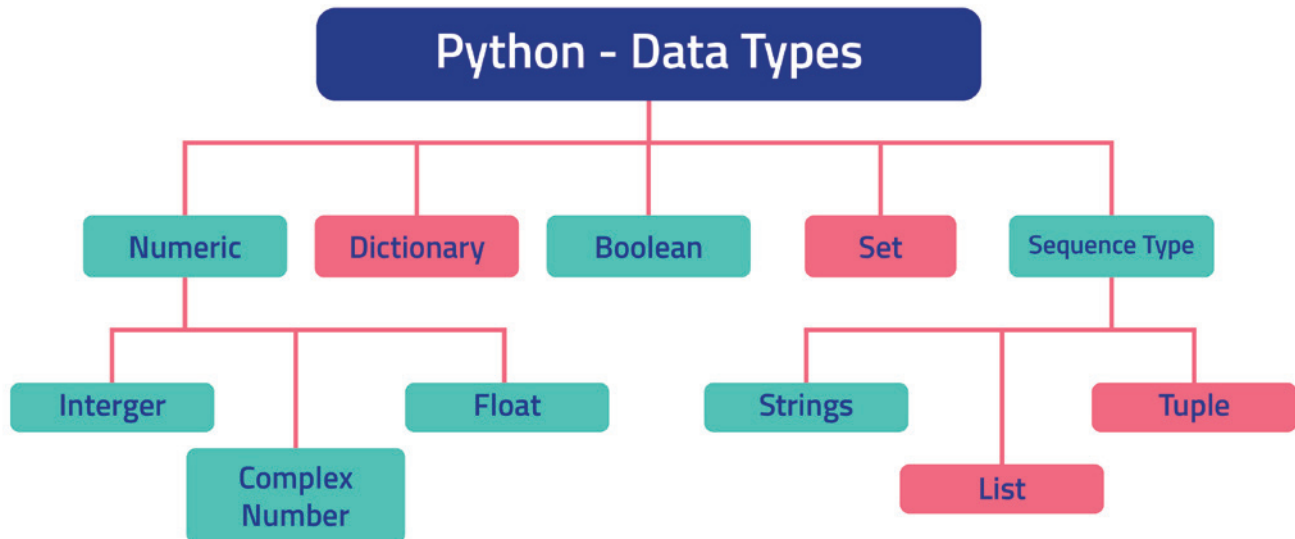 Python - Data Types
Numeric
Dictionary
Boolean
Set
Sequence Type
Interger
Float
Strings
Tuple
Complex
Number
List